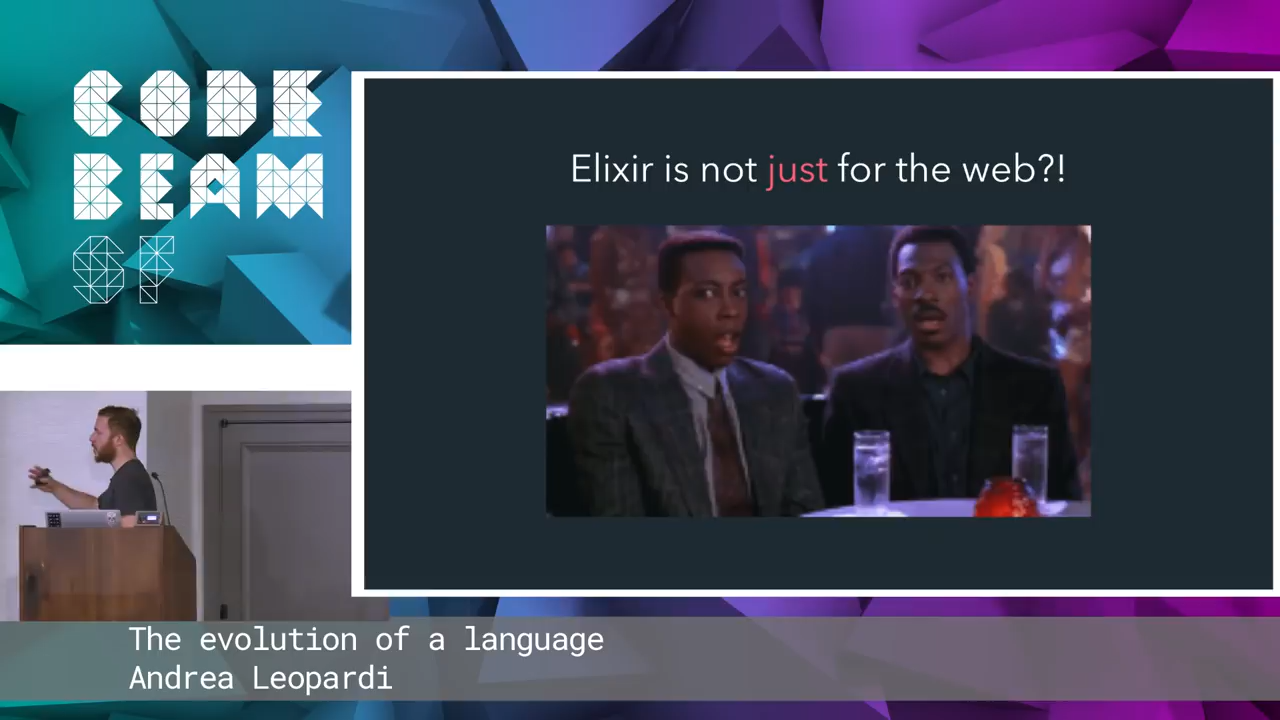 CODE
BEAM
SF
Elixir is not just for the web?!
The evolution of a language
Andrea Leopardi